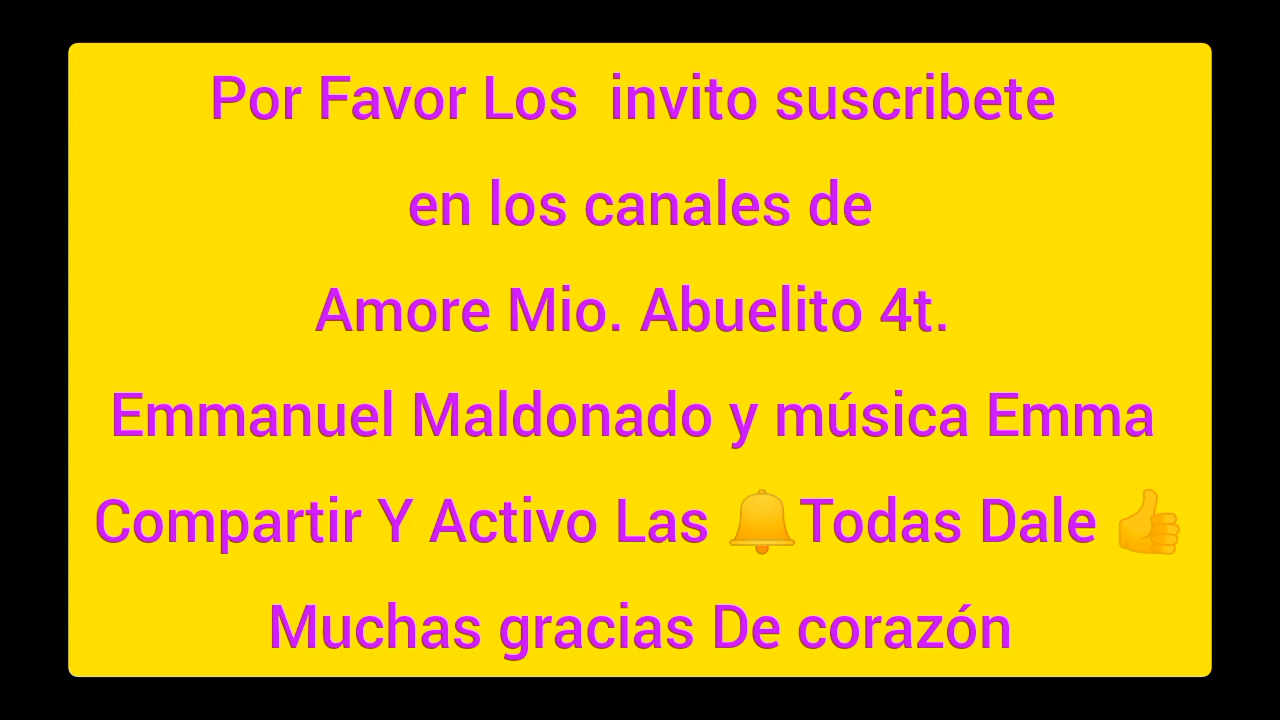 Por Favor Los  invito suscribete
en los canales de
Amore Mio. Abuelito 4t.
Emmanuel Maldonado y música Emma
Compartir Y Activo Las 🔔Todas Dale 👍
Muchas gracias De corazón